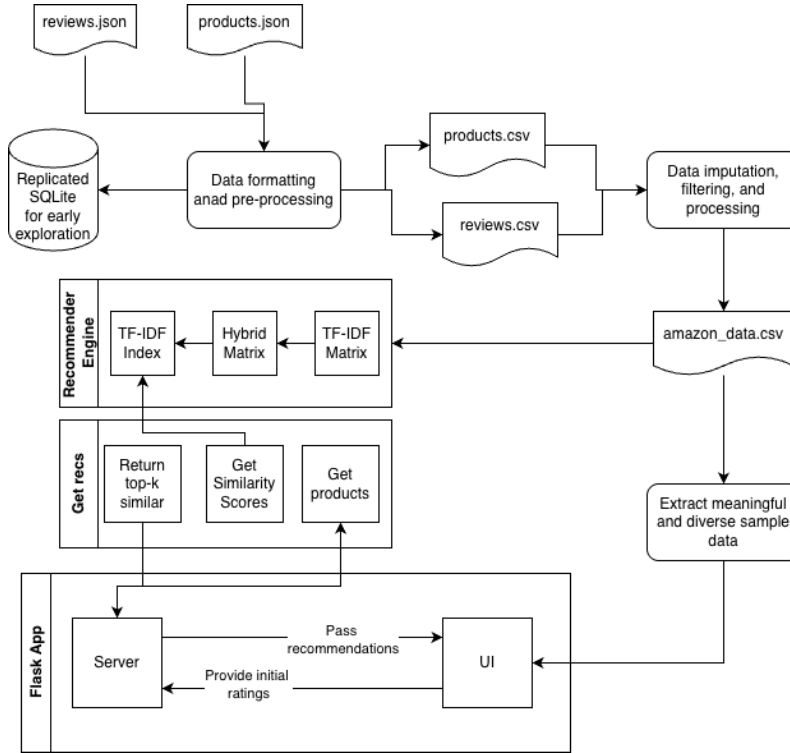 reviews.json
products.json
Replicated
SQLite
for early
exploration
Data formatting
anad pre-processing
products.csv
reviews.csv
Data imputation,
filtering, and
processing
Recommender
Engine
TF-IDF
Index
Hybrid
Matrix
TF-IDF
Matrix
amazon_data.csv
Get recs
Return
top-k
similar
Get
Similarity
Scores
Get
products
Extract meaningful
and diverse sample
data
Flask App
Server
Pass
recommendations
Provide initial
ratings
UI